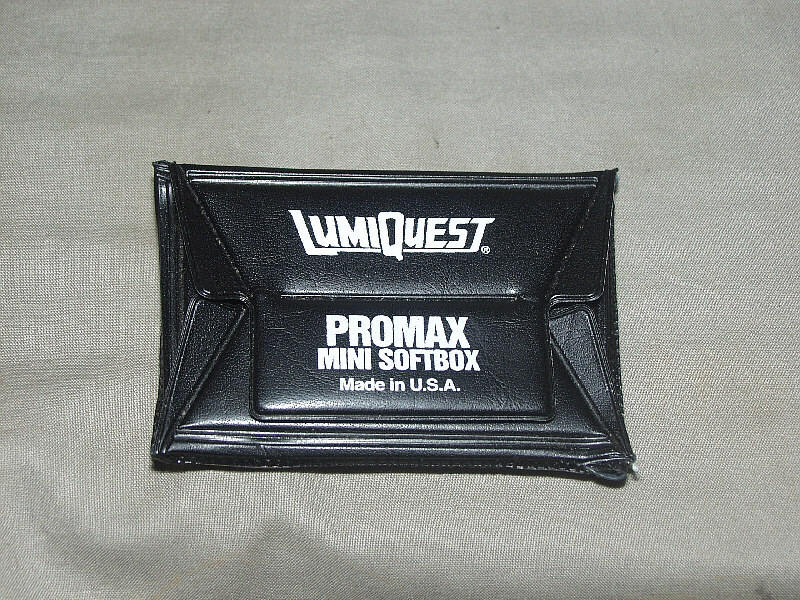 LUMIQUEST®
PROMAX
MINI SOFTBOX
Made in U.S.A.